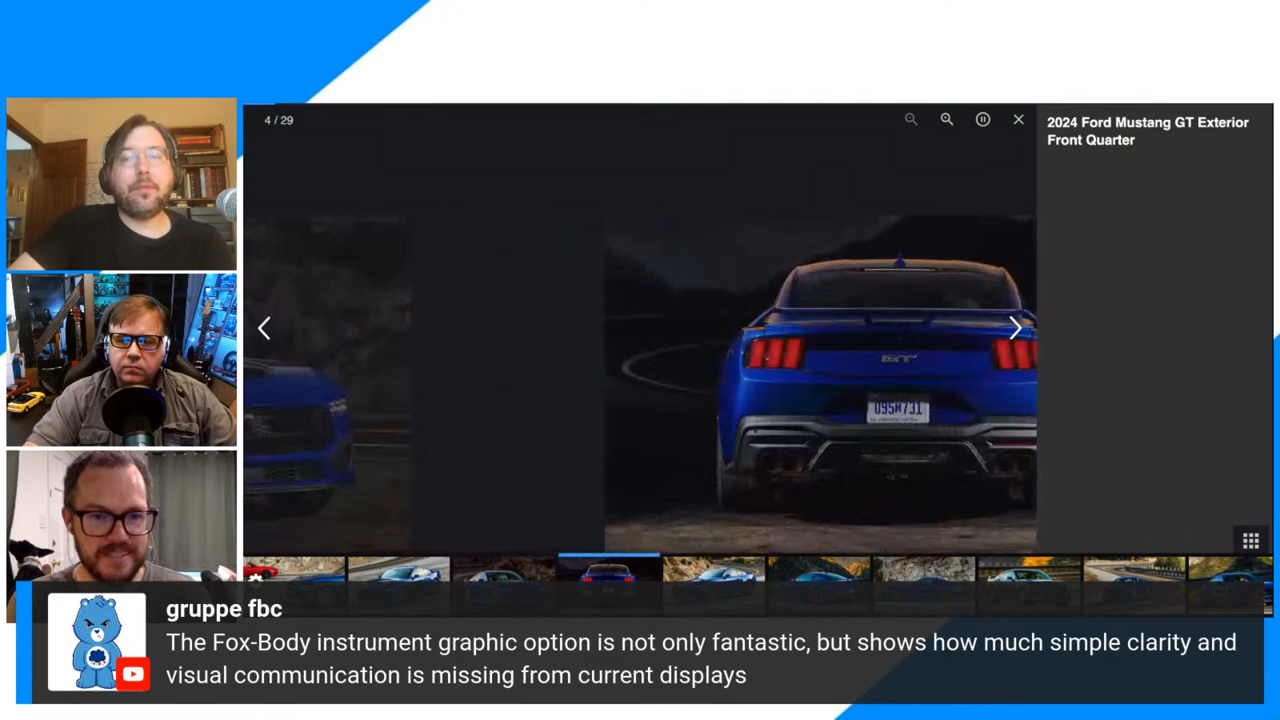 4 / 29
2024 Ford Mustang GT Exterior
Front Quarter
GT
095M731
gruppe fbc
The Fox-Body instrument graphic option is not only fantastic, but shows how much simple clarity and
visual communication is missing from current displays